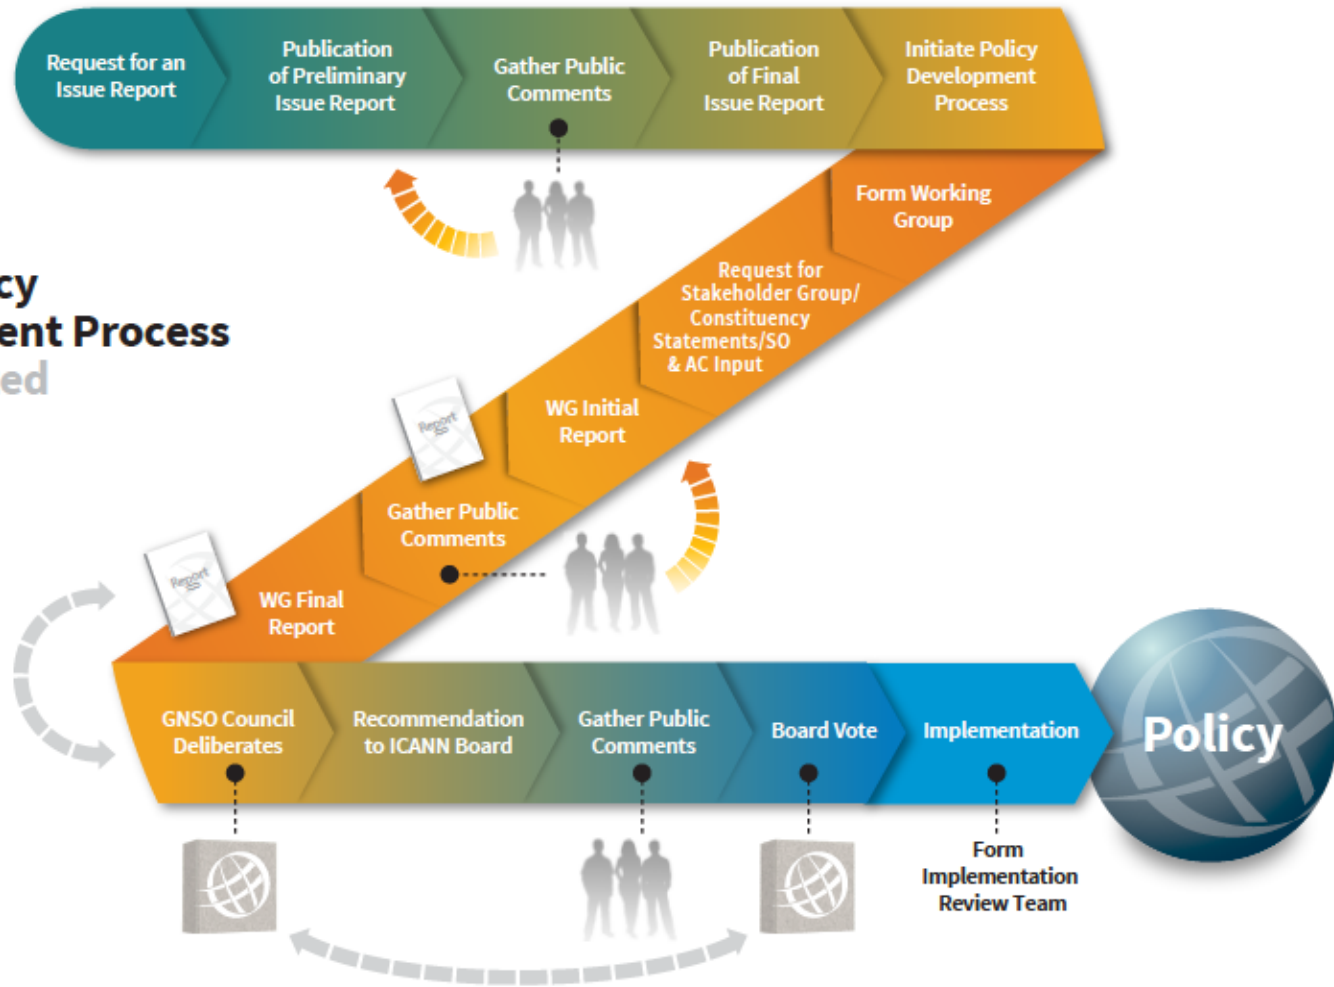 Request for an
Issue Report
Publication
of Preliminary
Issue Report
Gather Public
Comments
Publication
of Final
Issue Report
Initiate Policy
Development
Process
Form Working
Group
Request for
Stakeholder Group/
Constituency
Statements/SO
& AC Input
cy
ent Process
ed
WG Initial
Report
Report
Gather Public
Comments
Report
WG Final
Report
GNSO Council
Deliberates
Recommendation
to ICANN Board
Gather Public
Comments
Board Vote
Implementation
Policy
Form
Implementation
Review Team